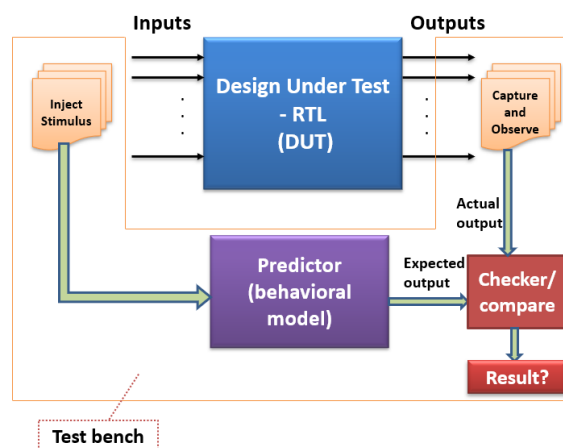 Inputs
Outputs
Inject
Stimulus
Design Under Test
- RTL
(DUT)
Capture
and
Observe
Actual
output
Predictor
(behavioral
model)
Expected
output
Checker/
compare
Result?
Test bench